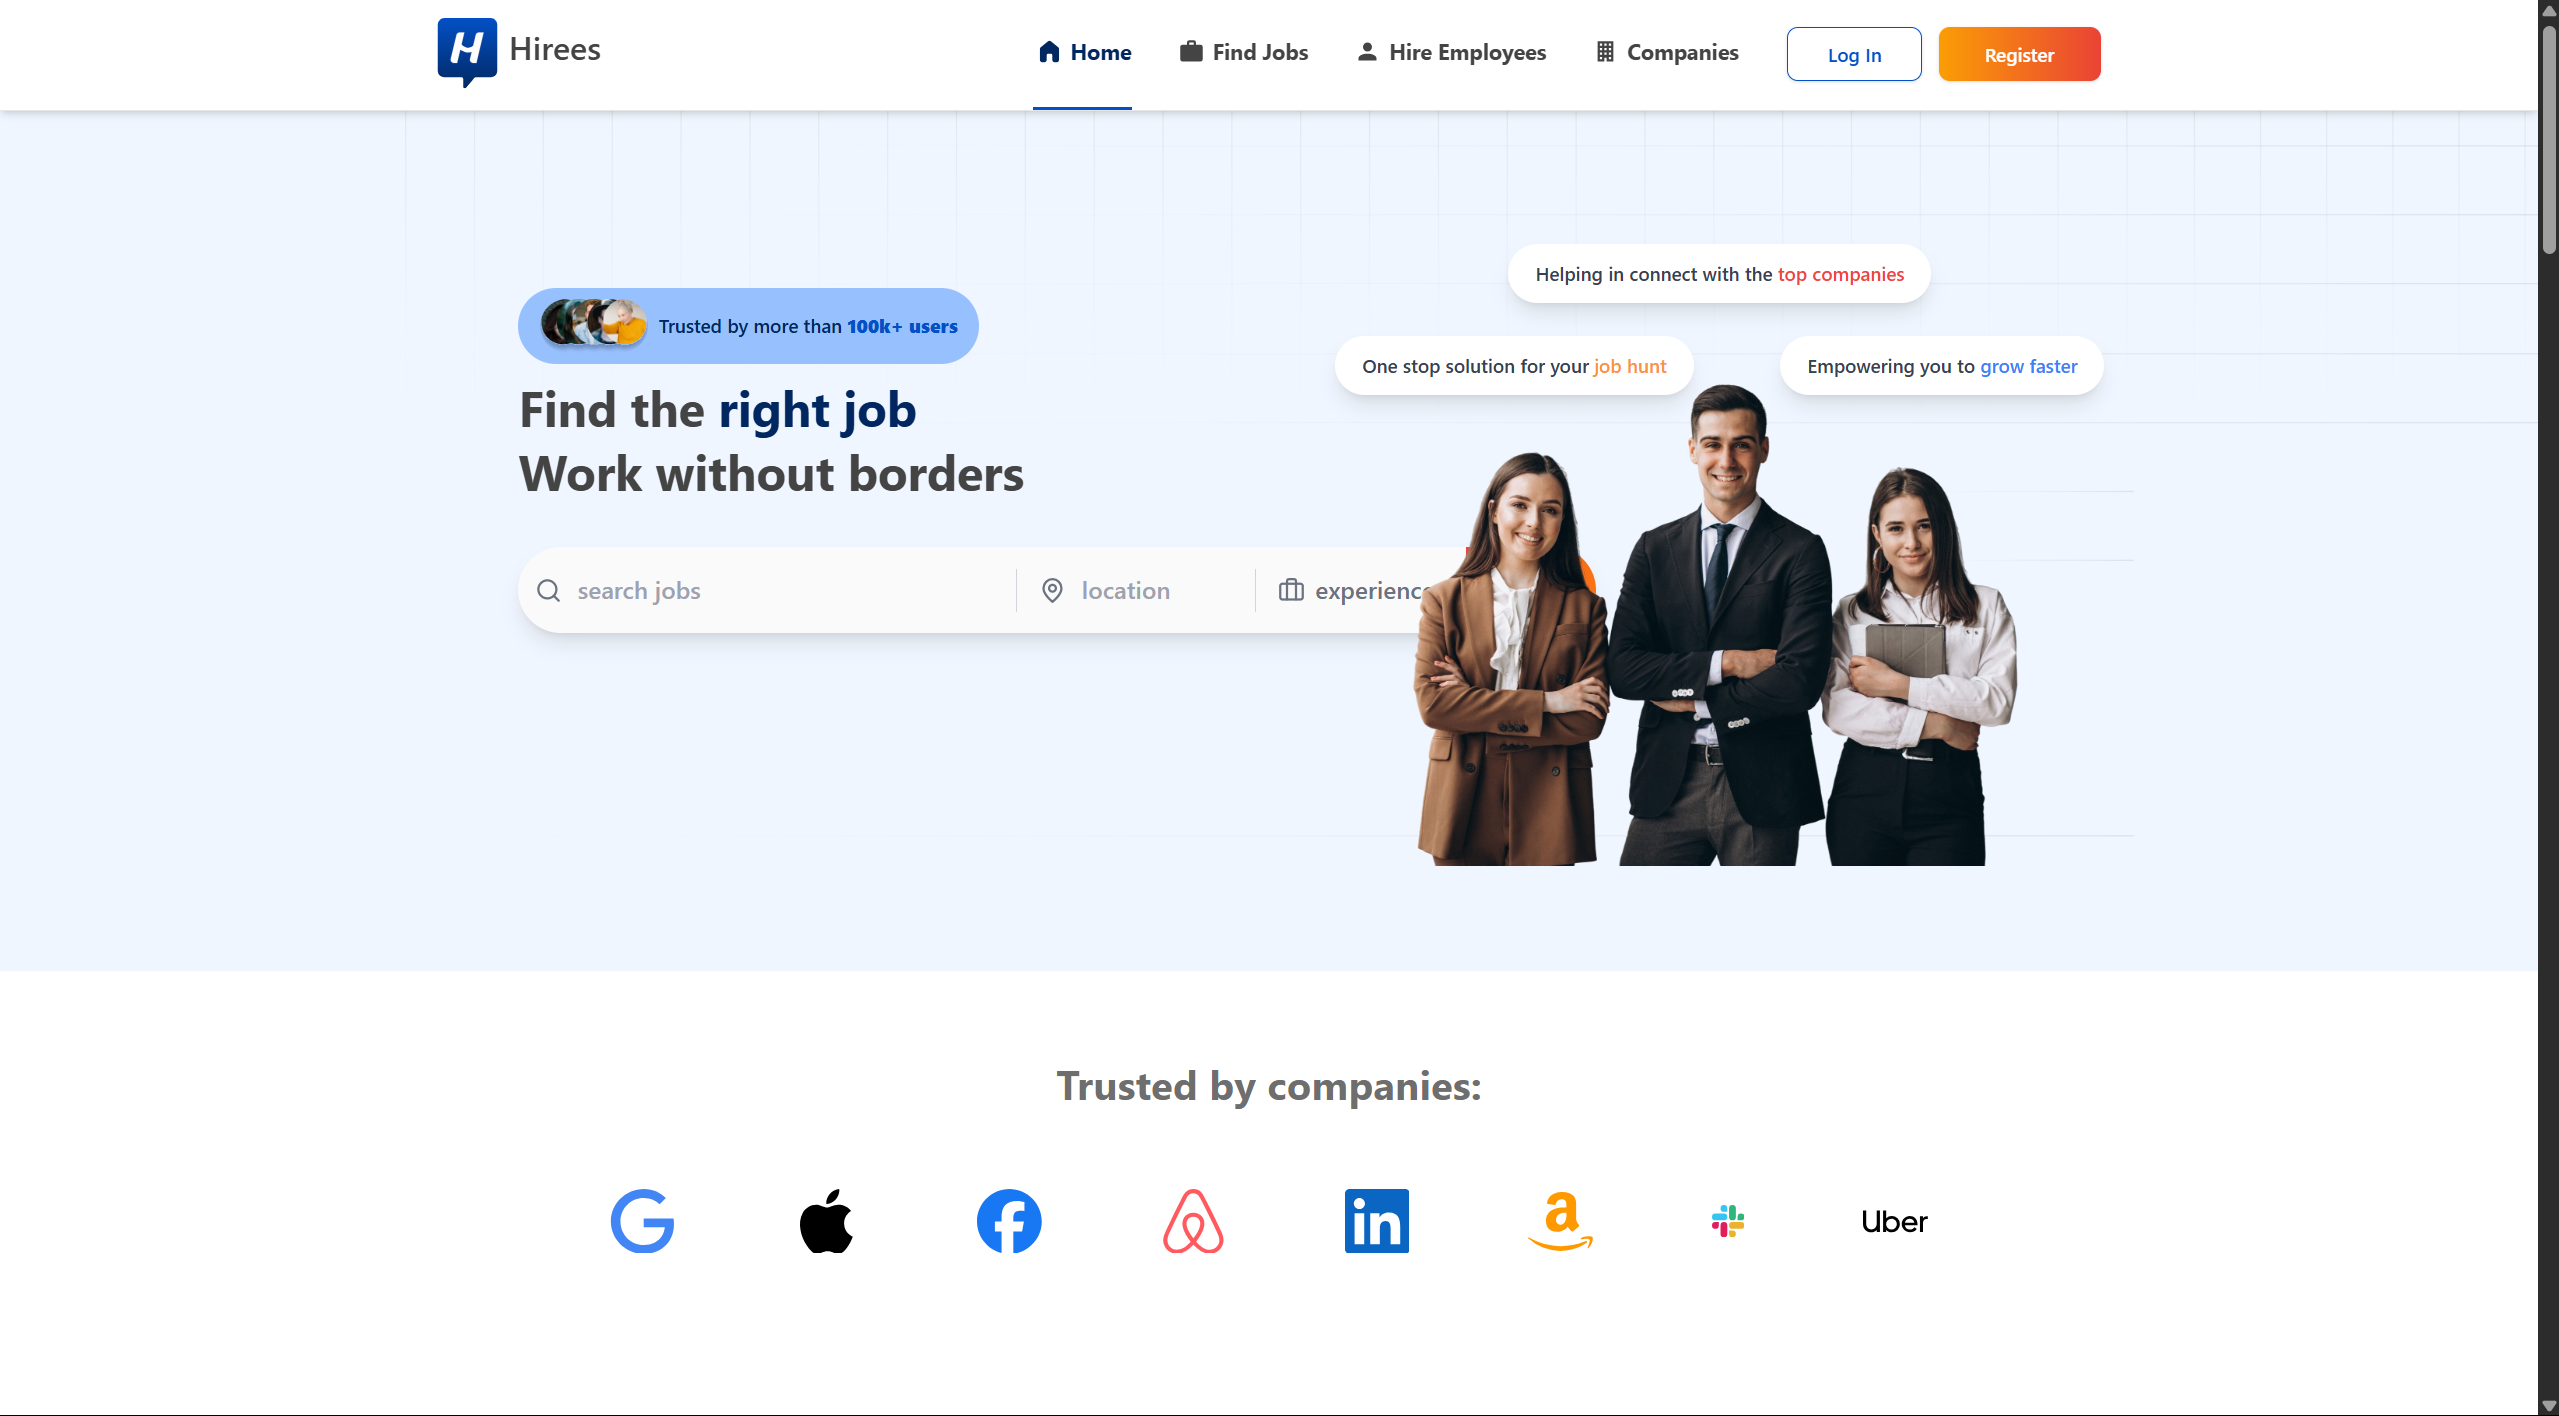 Hirees
Home
Find Jobs
Hire Employees
Companies
Log In
Register
Helping in connect with the top companies
Trusted by more than 100k+ users
One stop solution for your job hunt
Empowering you to grow faster
Find the right job
Work without borders
search jobs
location
experience
Trusted by companies:
Uber